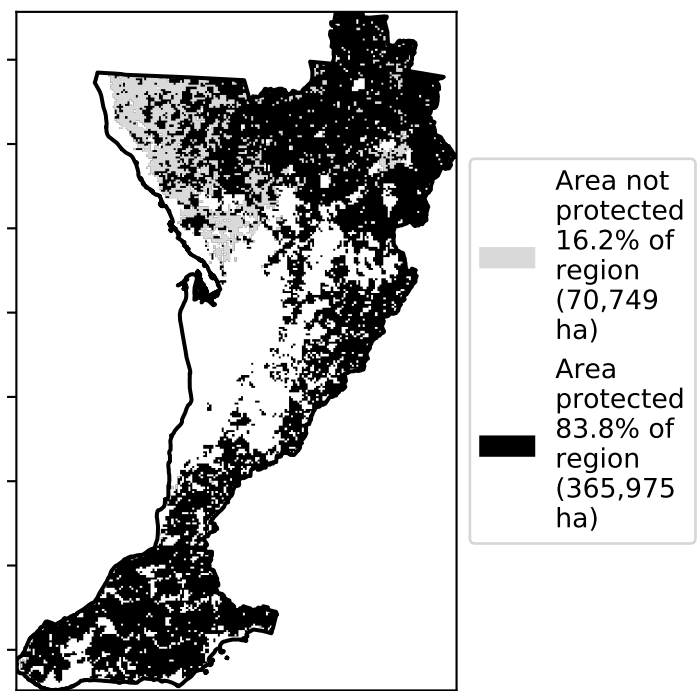 Area not
protected
16.2% of
region
(70,749
ha)
Area
protected
83.8% of
region
(365,975
ha)